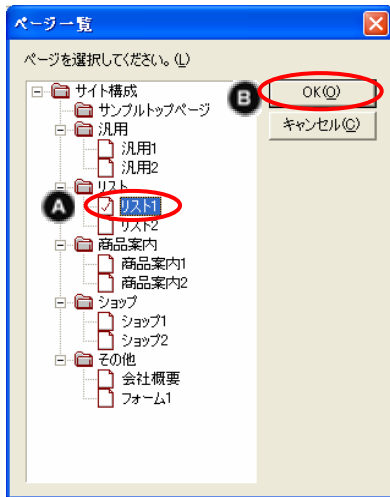 ページ一覧
ページを選択してください。(L)
サイト構成
サンプルトップページ
汎用
汎用1
汎用2
リスト
リスト1
リスト2
商品案内
商品案内1
商品案内2
ショップ
ショップ1
ショップ2
その他
会社概要
フォーム1
B
OK(O)
キャンセル(C)
A